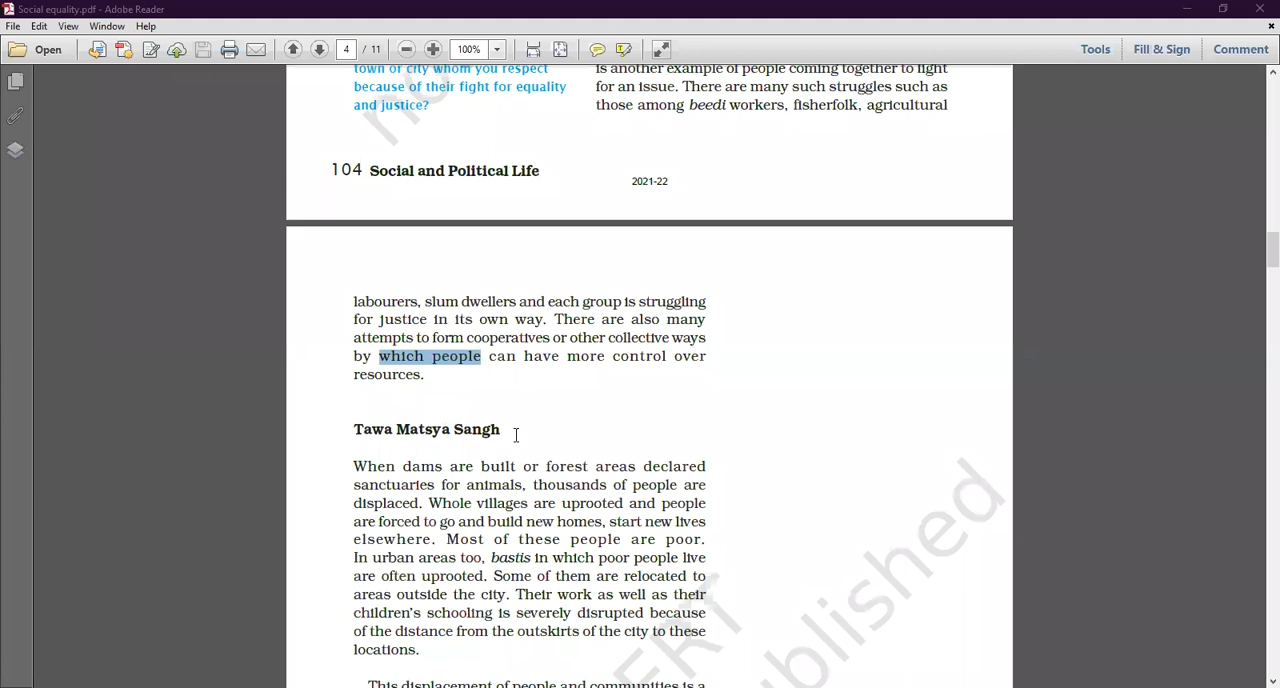 Social equality.pdf - Adobe Reader
File Edit View Window Help
Open 4 / 11 100% Tools Fill & Sign Comment
town of city whom you respect
because of their fight for equality
and justice?
is another example of people coming together to fight
for an issue. There are many such struggles such as
those among beedi workers, fisherfolk, agricultural
no
104 Social and Political Life
2021-22
labourers, slum dwellers and each group is struggling
for justice in its own way. There are also many
attempts to form cooperatives or other collective ways
by which people can have more control over
resources.
Tawa Matsya Sangh
When dams are built or forest areas declared
sanctuaries for animals, thousands of people are
displaced. Whole villages are uprooted and people
are forced to go and build new homes, start new lives
elsewhere. Most of these people are poor.
In urban areas too, bastis in which poor people live
are often uprooted. Some of them are relocated to
areas outside the city. Their work as well as their
children's schooling is severely disrupted because
of the distance from the outskirts of the city to these
locations.
This displacement of people and communities is a
ublished